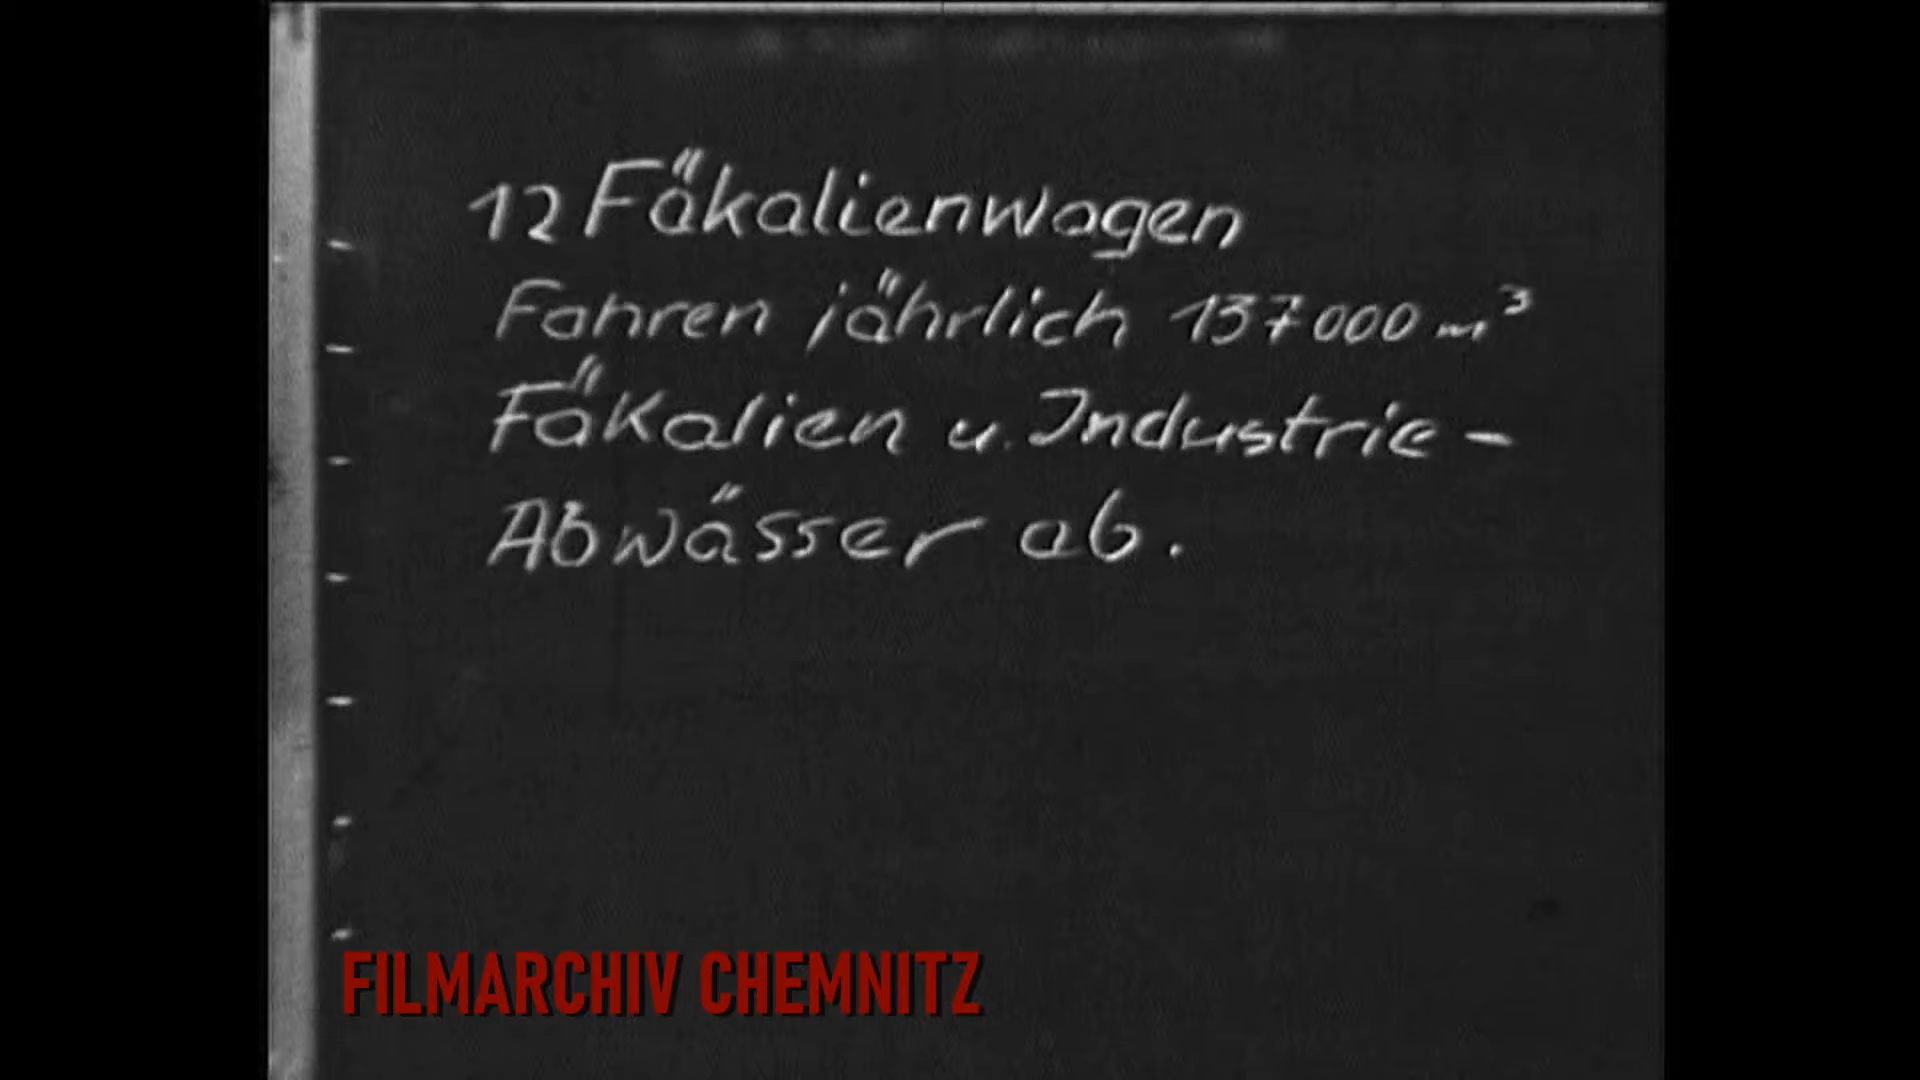 12 Fäkalienwagen
Fahren jährlich 137000 m³
Fäkalien u. Industrie-
Abwässer ab.
FILMARCHIV CHEMNITZ